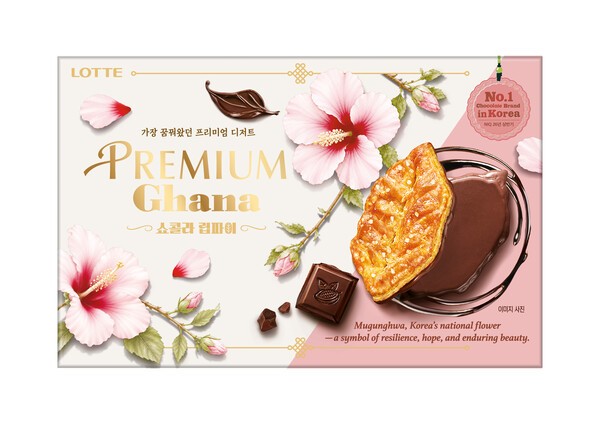 LOTTE
가장 꿈꿔왔던 프리미엄 디저트
PREMIUM
Ghana
쇼콜라 립파이
No.1
Chocolate Brand
in Korea
이미지 사진
Mugunghwa, Korea's national flower
—a symbol of resilience, hope, and enduring beauty.